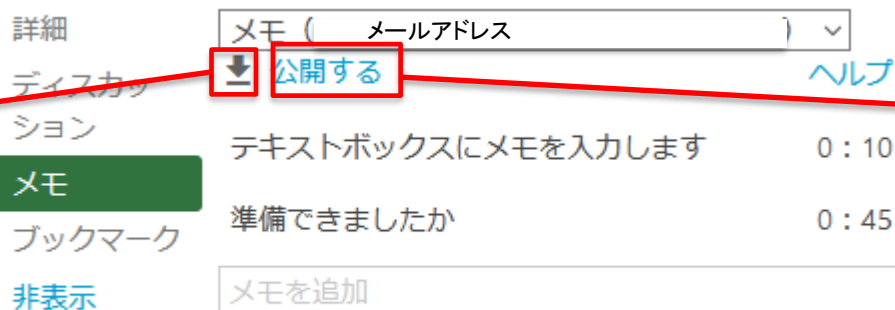 詳細
メモ ( メールアドレス )
公開する
ヘルプ
ディスカッ
ション
テキストボックスにメモを入力します 0：10
メモ
準備できましたか 0：45
ブックマーク
メモを追加
非表示